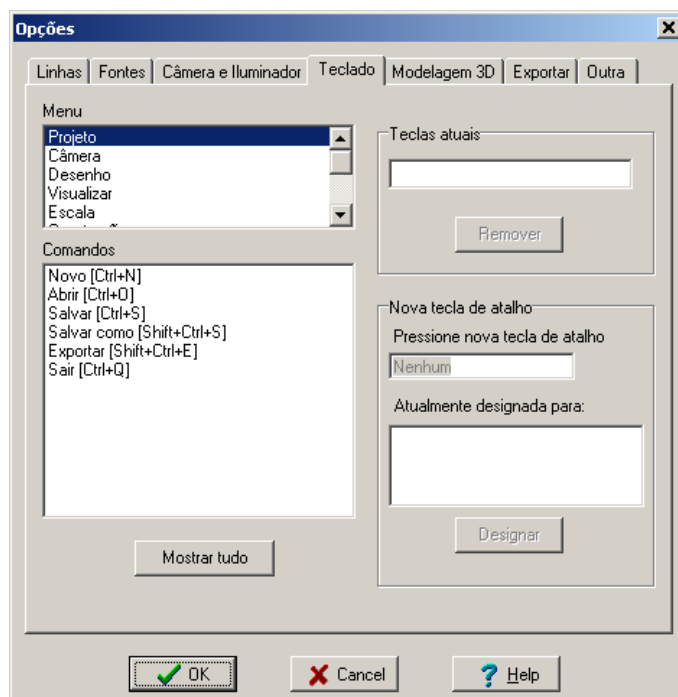 Opções
Linhas
Fontes
Câmera e Iluminador
Teclado
Modelagem 3D
Exportar
Outra
Menu
Projeto
Câmera
Desenho
Visualizar
Escala
Comandos
Novo [Ctrl+N]
Abrir [Ctrl+O]
Salvar [Ctrl+S]
Salvar como [Shift+Ctrl+S]
Exportar [Shift+Ctrl+E]
Sair [Ctrl+Q]
Mostrar tudo
Teclas atuais
Remover
Nova tecla de atalho
Pressione nova tecla de atalho
Nenhum
Atualmente designada para:
Designar
OK
Cancel
Help